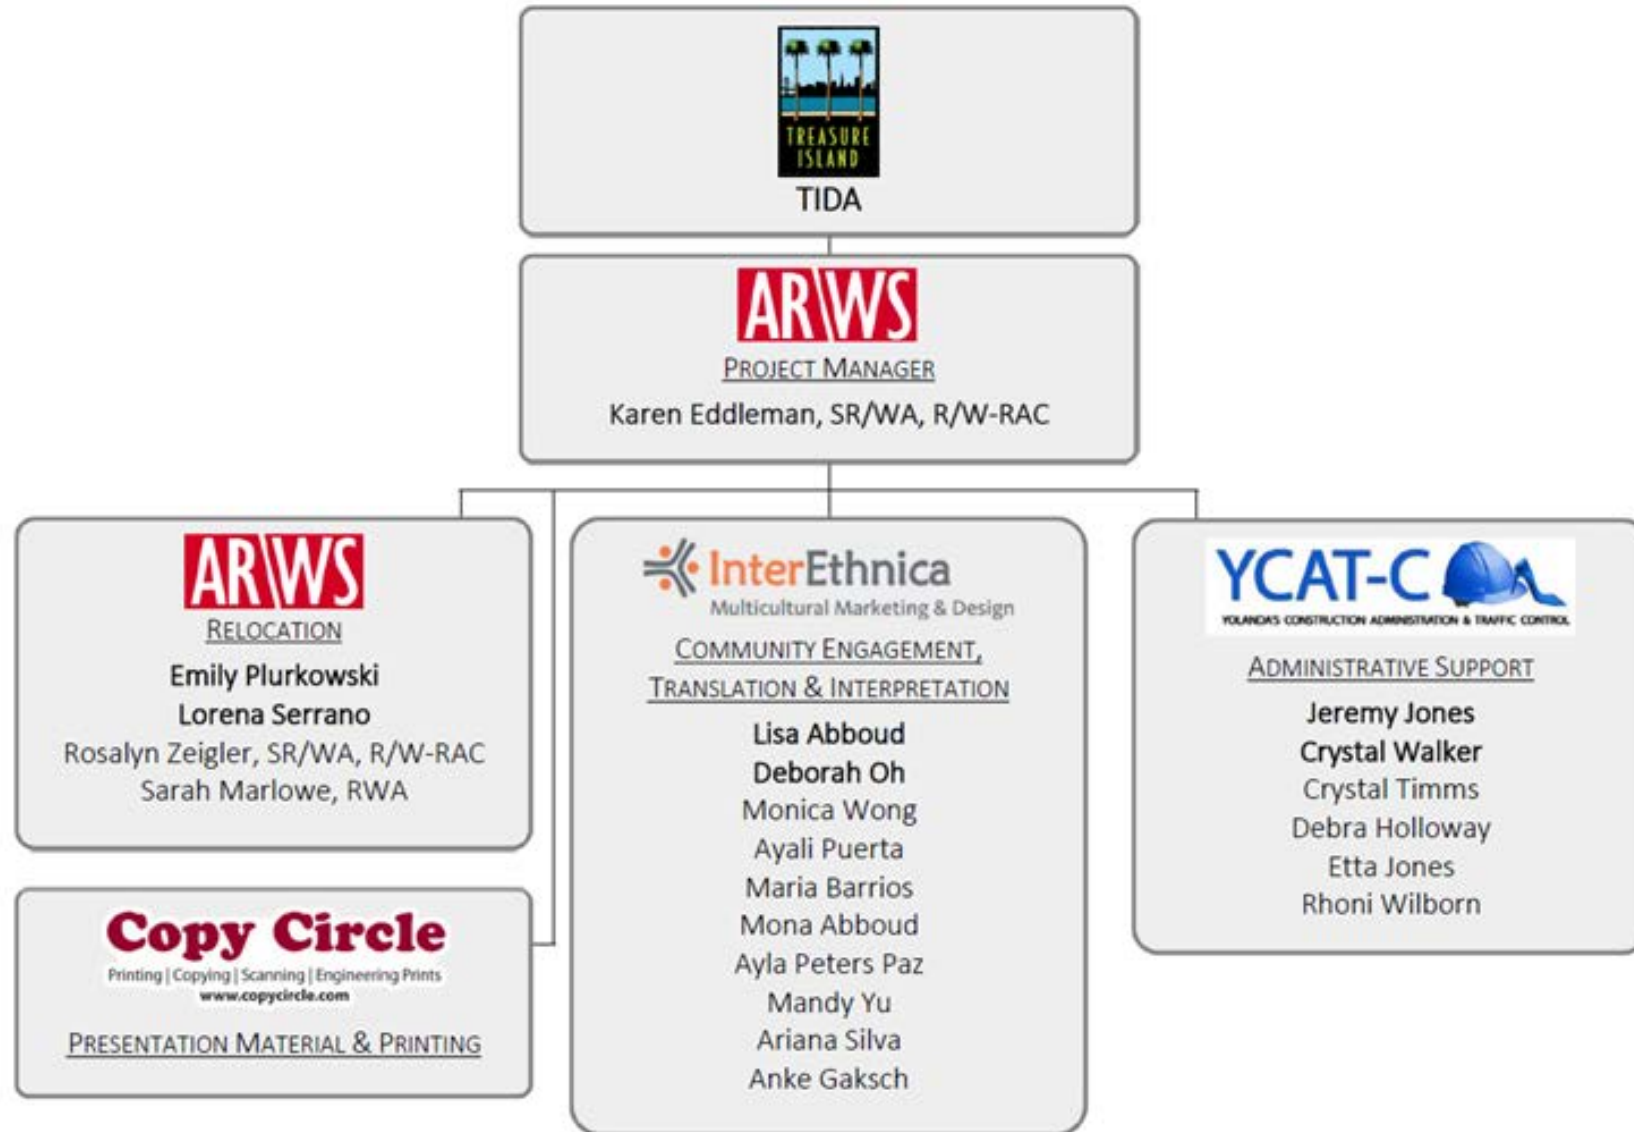 TREASURE
ISLAND
TIDA
ARWS
PROJECT MANAGER
Karen Eddleman, SR/WA, R/W-RAC
ARWS
RELOCATION
Emily Plurkowski
Lorena Serrano
Rosalyn Zeigler, SR/WA, R/W-RAC
Sarah Marlowe, RWA
Copy Circle
Printing | Copying | Scanning | Engineering Prints
www.copycircle.com
PRESENTATION MATERIAL & PRINTING
InterEthnica
Multicultural Marketing & Design
COMMUNITY ENGAGEMENT,
TRANSLATION & INTERPRETATION
Lisa Abboud
Deborah Oh
Monica Wong
Ayali Puerta
Maria Barrios
Mona Abboud
Ayla Peters Paz
Mandy Yu
Ariana Silva
Anke Gaksch
YCAT-C
YOLANDA'S CONSTRUCTION ADMINISTRATION & TRAFFIC CONTROL
ADMINISTRATIVE SUPPORT
Jeremy Jones
Crystal Walker
Crystal Timms
Debra Holloway
Etta Jones
Rhoni Wilborn